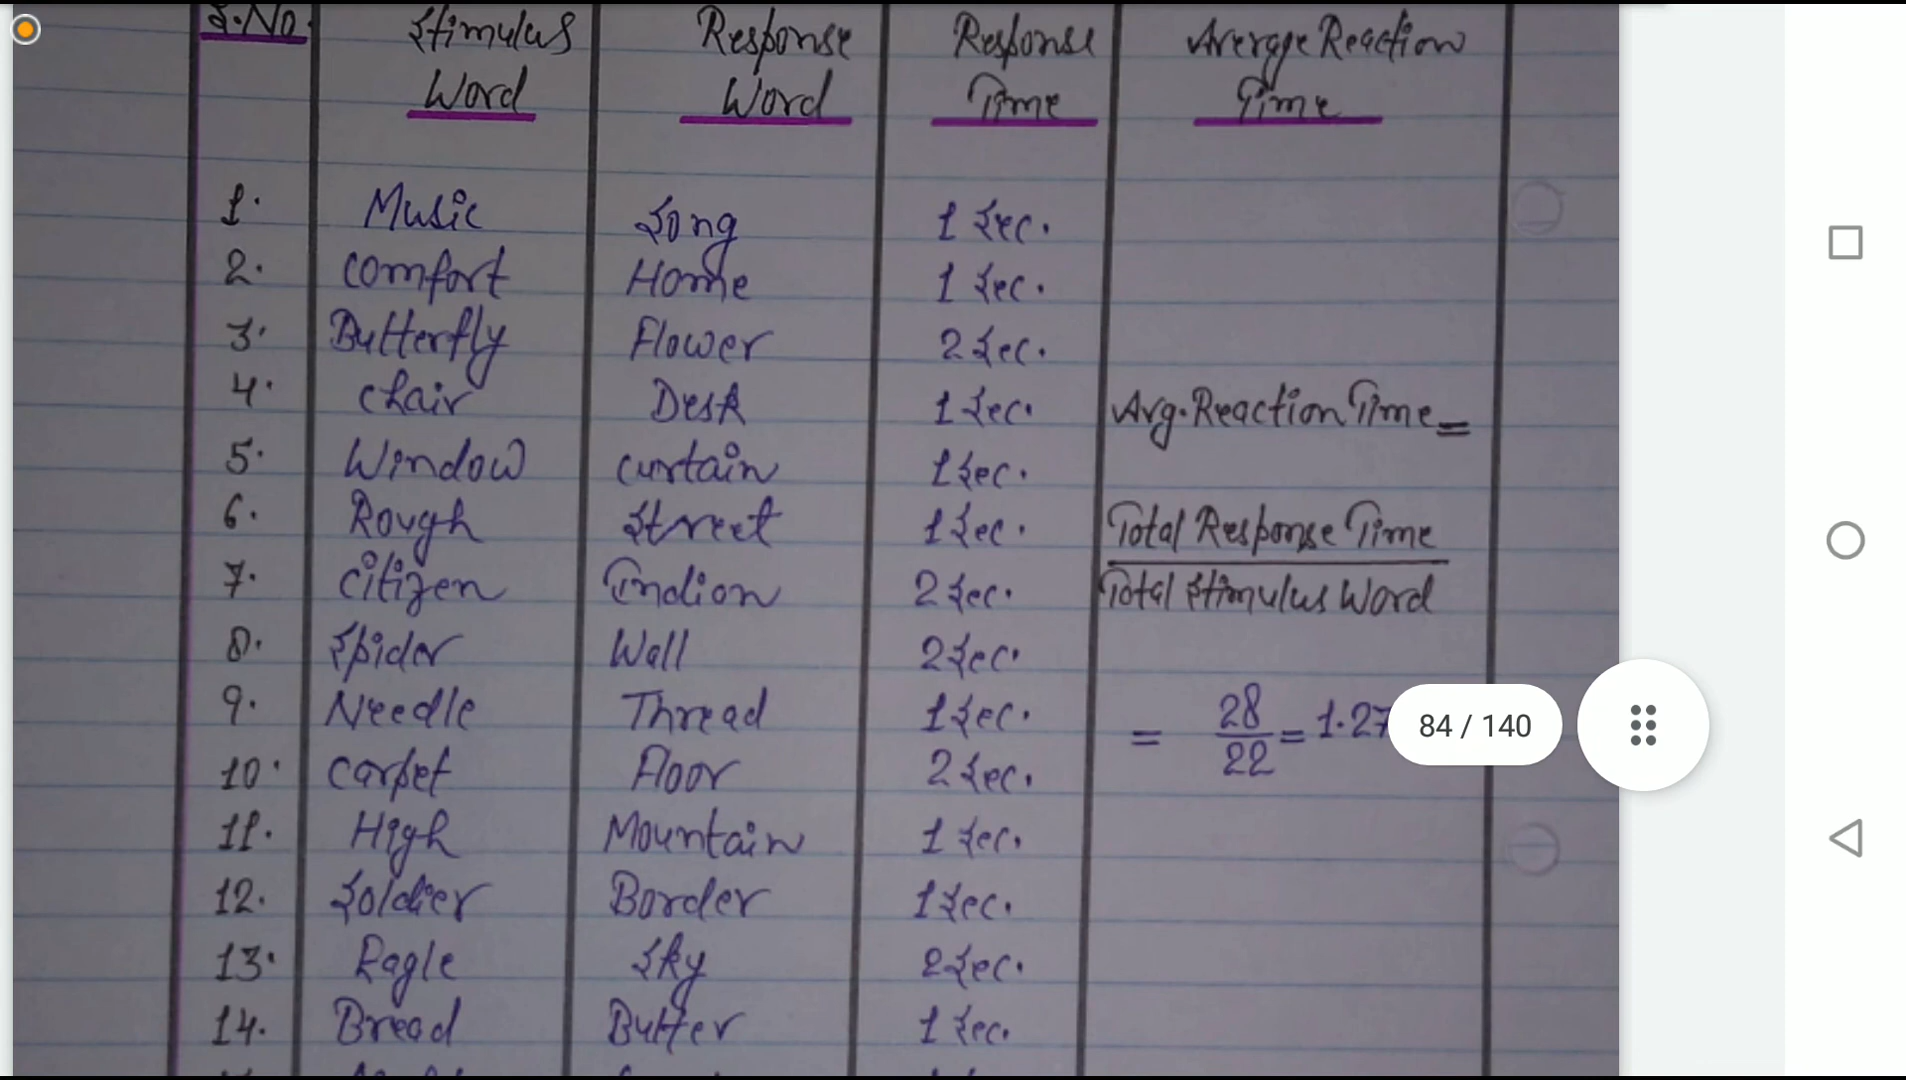 S.No. Stimulus Word Response Word Response Time Average Reaction Time
1. Music Song 1 Sec.
2. Comfort Home 1 Sec.
3. Butterfly Flower 2 Sec.
4. Chair Desk 1 Sec. Avg. Reaction Time =
5. Window Curtain 1 Sec.
6. Rough Street 1 Sec. Total Response Time
7. Citizen Indion 2 Sec. Total Stimulus Word
8. Spider Wall 2 Sec.
9. Needle Thread 1 Sec. = 28/22 = 1.27
84 / 140
10. Carpet Floor 2 Sec.
11. High Mountain 1 Sec.
12. Soldier Border 1 Sec.
13. Eagle Sky 2 Sec.
14. Bread Butter 1 Sec.